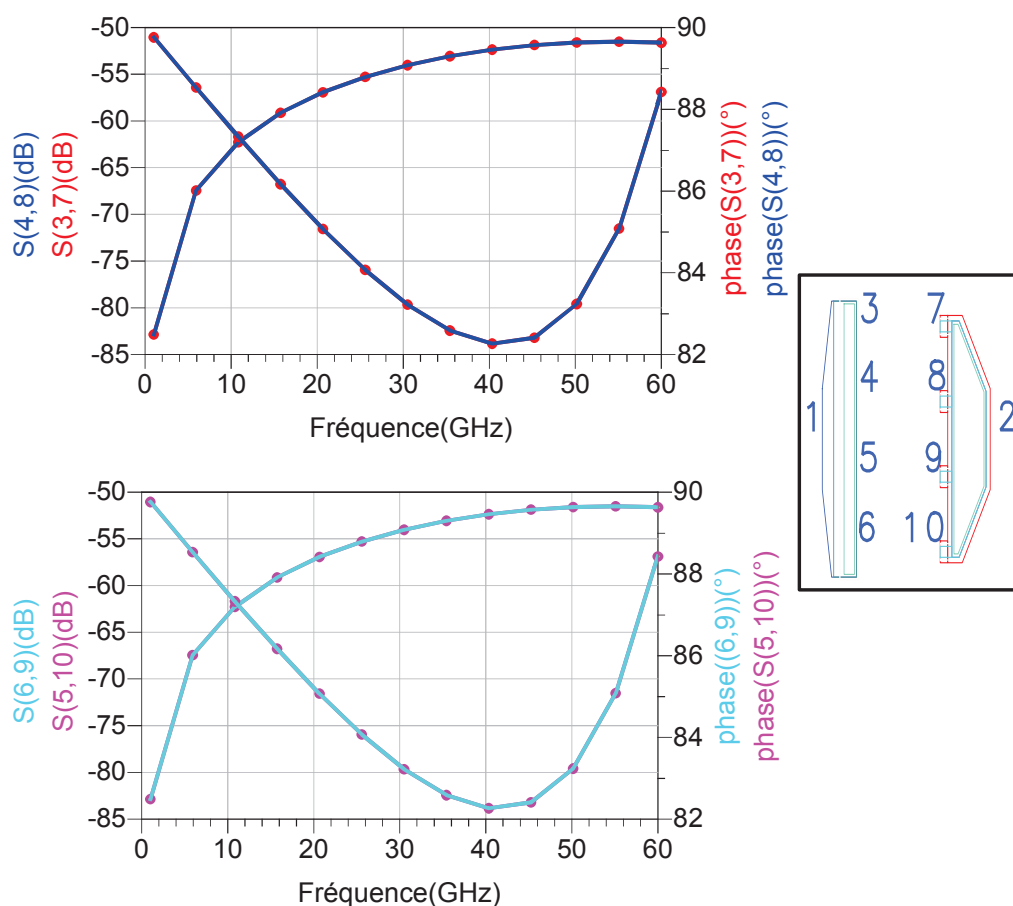 S(4,8)(dB)
S(3,7)(dB)
-50
-55
-60
-65
-70
-75
-80
-85
90
88
86
84
82
phase(S(3,7))(°)
phase(S(4,8))(°)
0 10 20 30 40 50 60
Fréquence(GHz)
S(6,9)(dB)
S(5,10)(dB)
-50
-55
-60
-65
-70
-75
-80
-85
90
88
86
84
82
phase((6,9))(°)
phase(S(5,10))(°)
0 10 20 30 40 50 60
Fréquence(GHz)
3 7
4 8
1 2
5 9
6 10